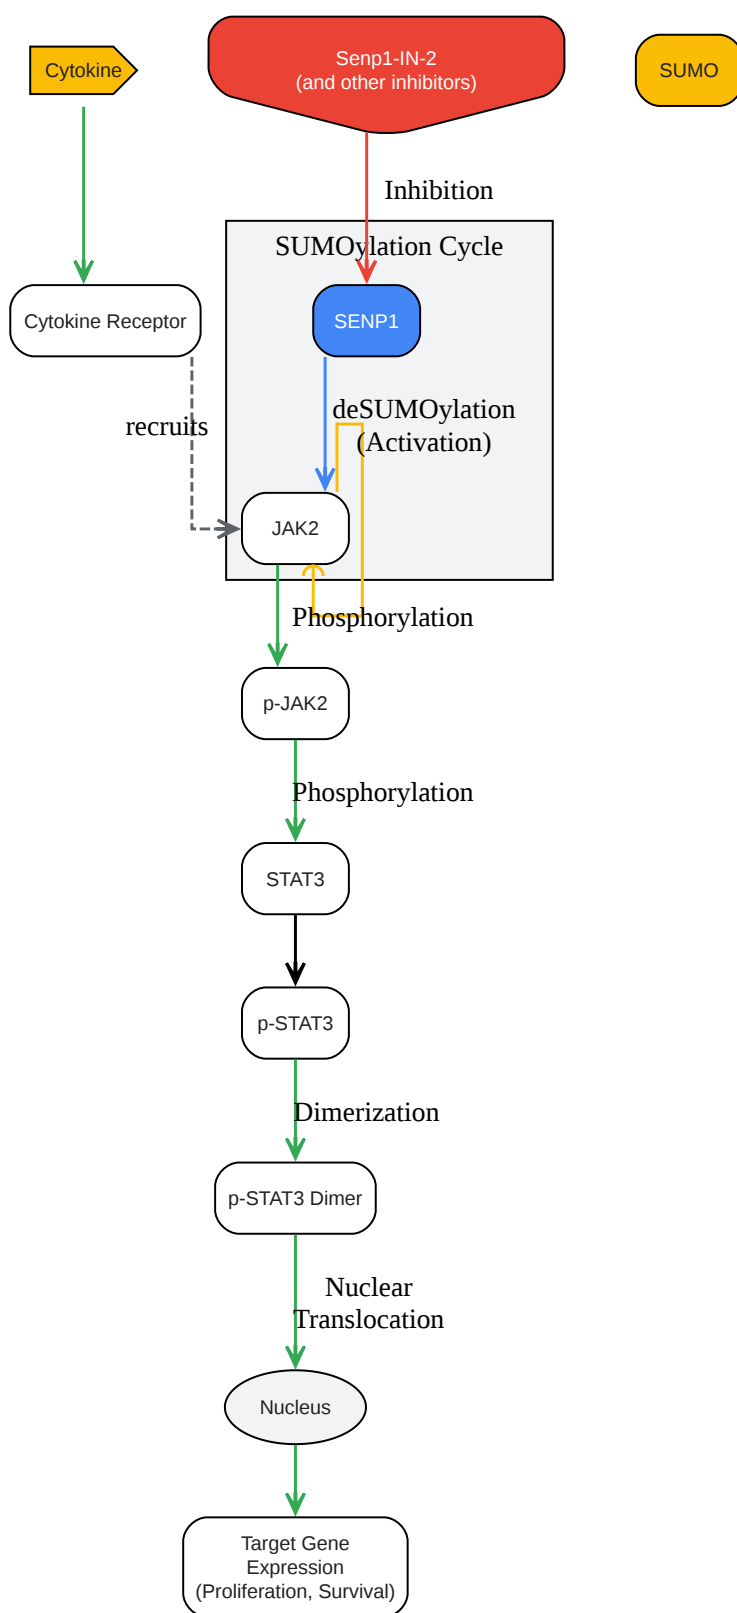 Cytokine
Senp1-IN-2
(and other inhibitors)
SUMO
Inhibition
SUMOylation Cycle
Cytokine Receptor
SENP1
deSUMOylation
(Activation)
recruits
JAK2
Phosphorylation
p-JAK2
Phosphorylation
STAT3
p-STAT3
Dimerization
p-STAT3 Dimer
Nuclear
Translocation
Nucleus
Target Gene
Expression
(Proliferation, Survival)